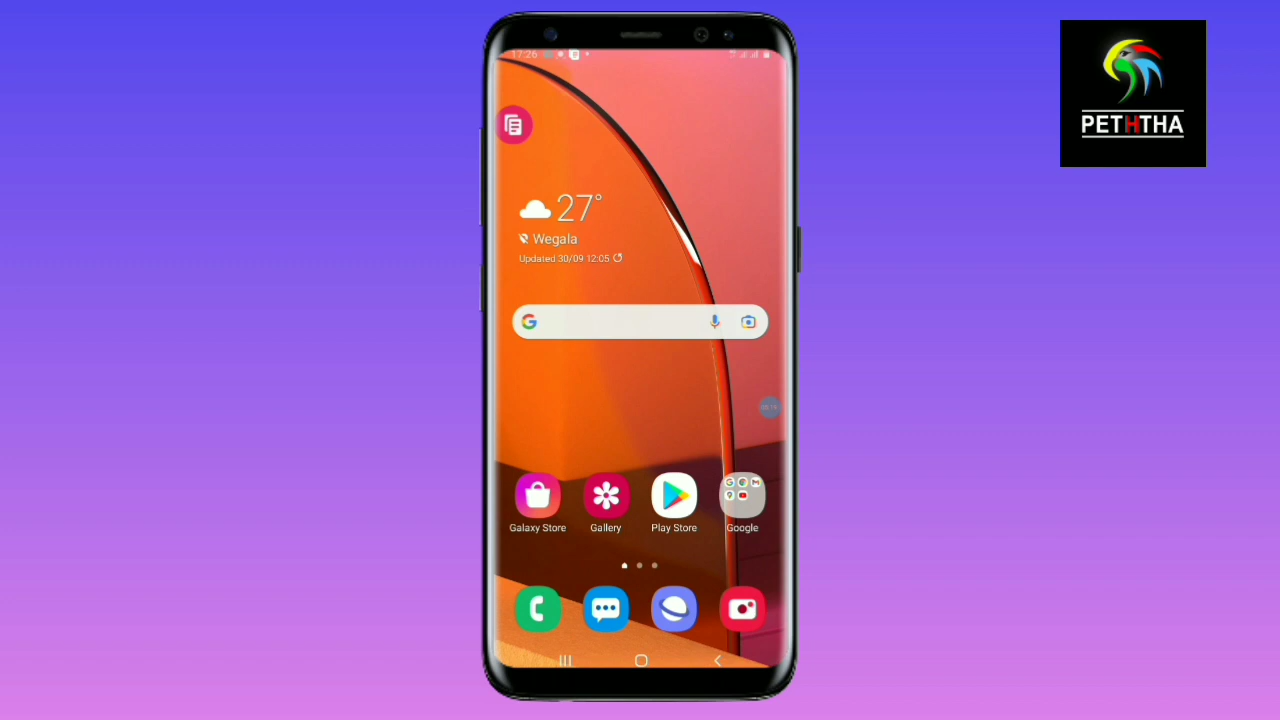 17:26
PETHTHA
27°
Wegala
Updated 30/09 12:05
Galaxy Store
Gallery
Play Store
Google